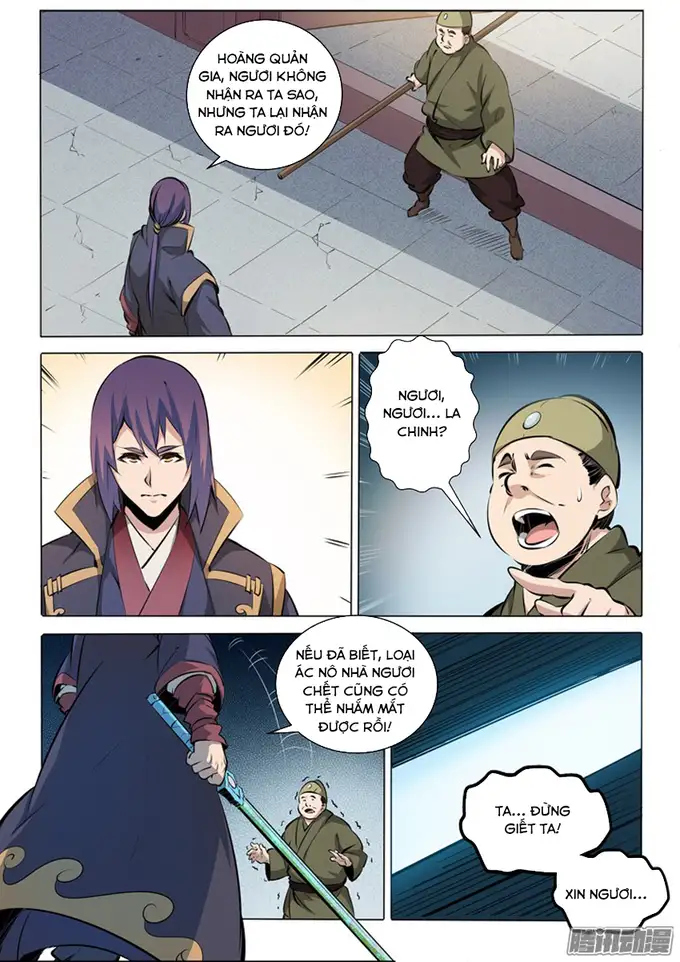 HOÀNG QUẢN
GIA, NGƯƠI KHÔNG
NHẬN RA TA SAO,
NHƯNG TA LẠI NHẬN
RA NGƯƠI ĐÓ!
NGƯƠI,
NGƯƠI... LA
CHINH?
NẾU ĐÃ BIẾT, LOẠI
ÁC NÔ NHÀ NGƯƠI
CHẾT CŨNG CÓ
THỂ NHẮM MẮT
ĐƯỢC RỒI!
TA... ĐỪNG
GIẾT TA!
XIN NGƯƠI...
腾讯动漫